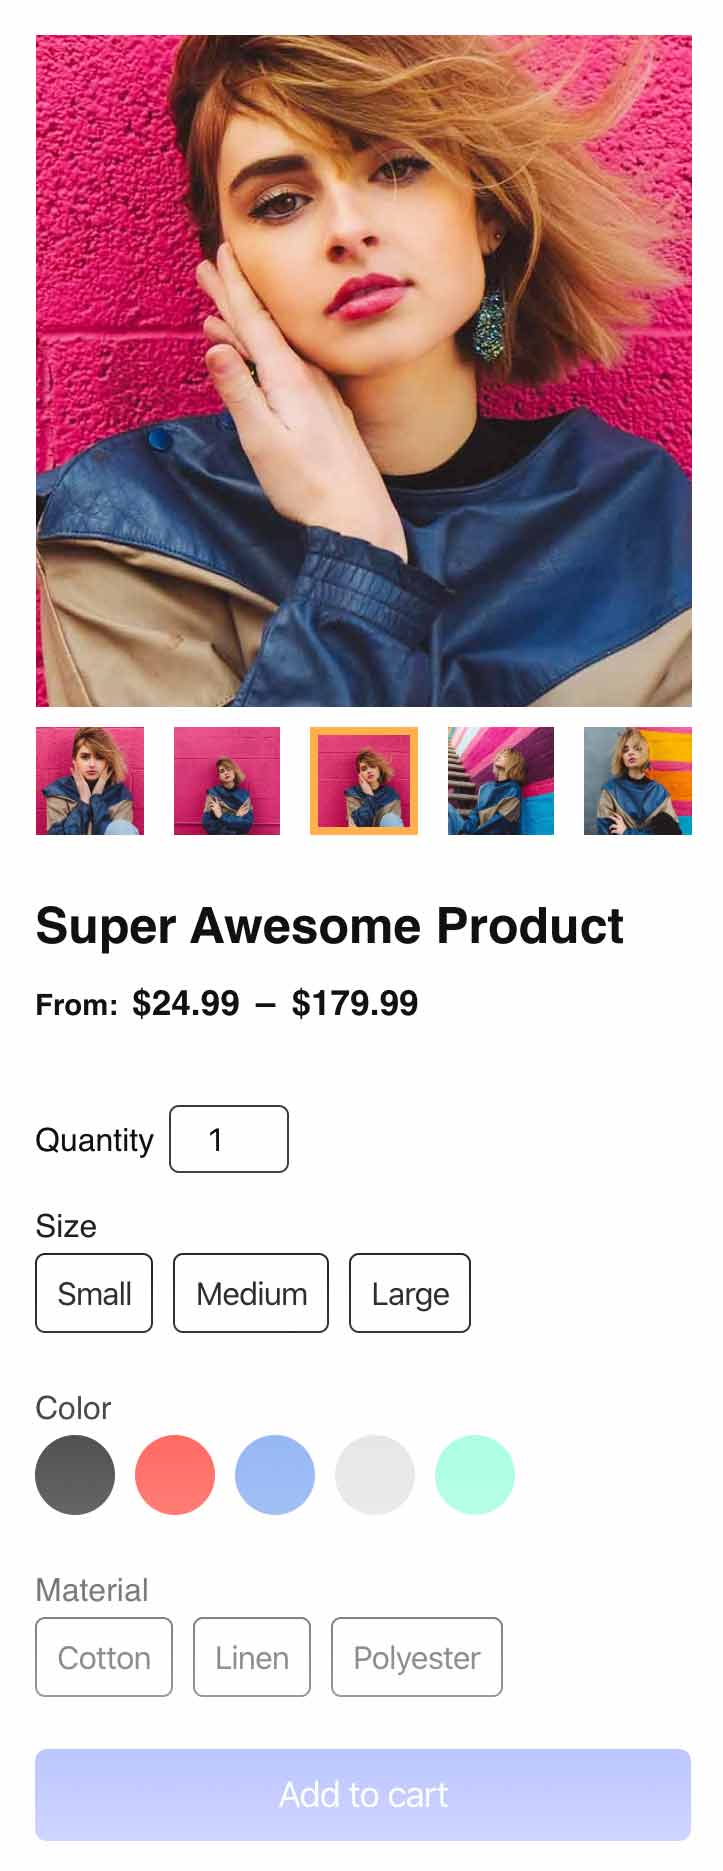 Super Awesome Product
From: $24.99 – $179.99
Quantity 1
Size
Small Medium Large
Color
Material
Cotton Linen Polyester
Add to cart